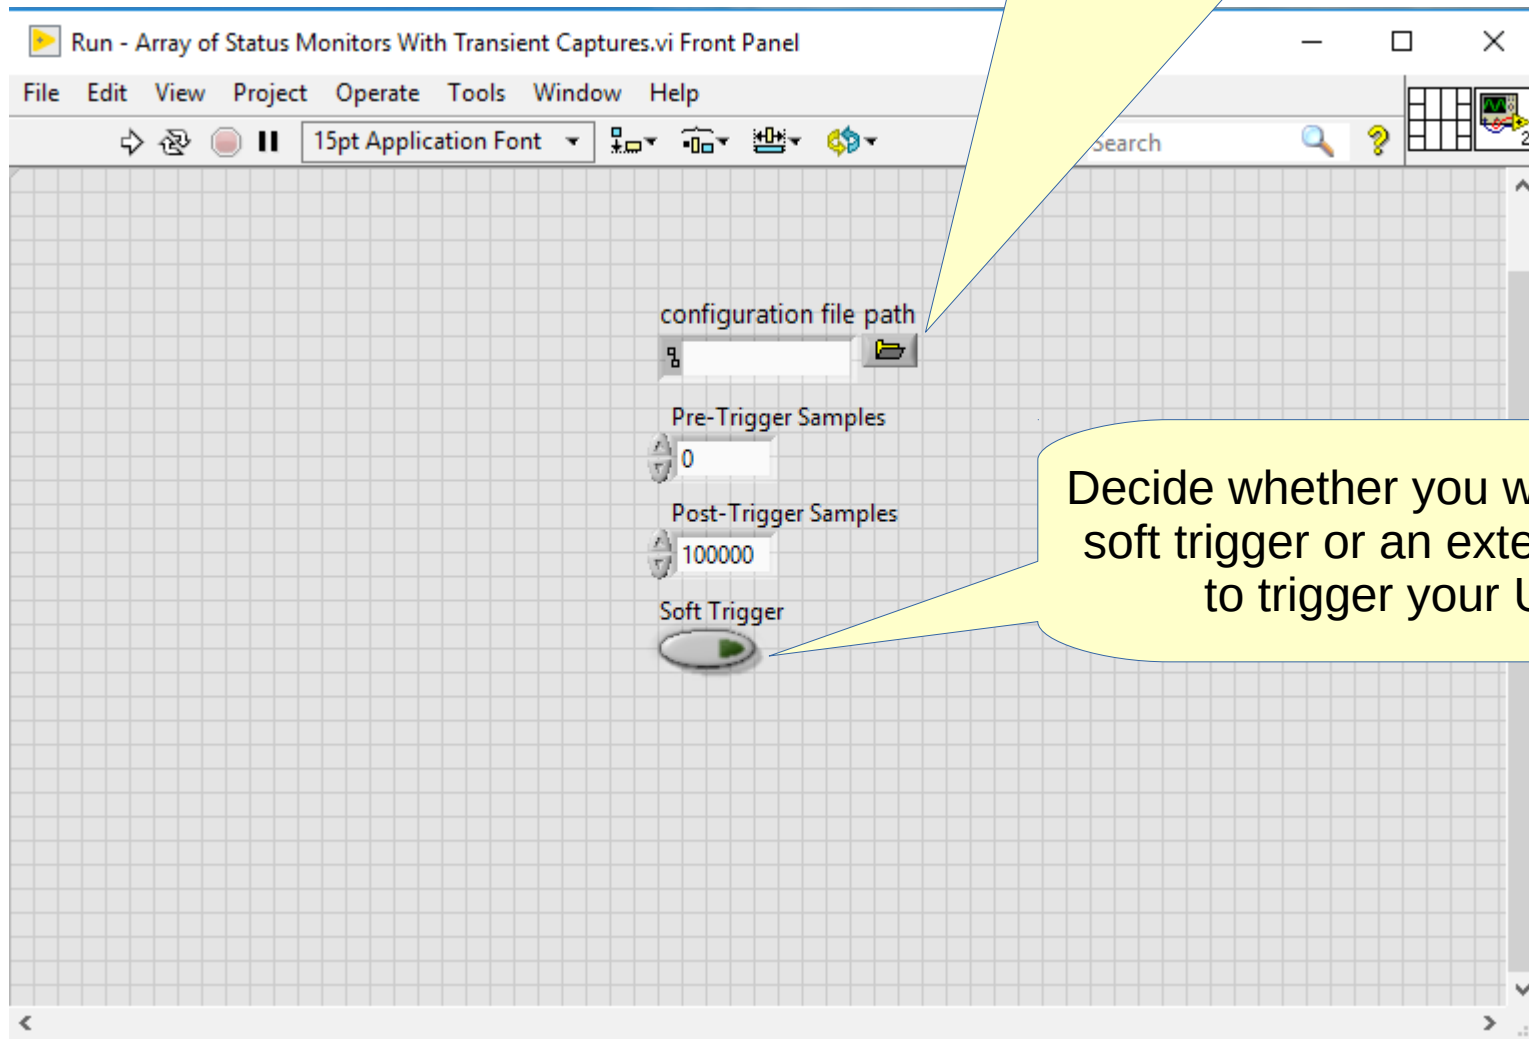 Run - Array of Status Monitors With Transient Captures.vi Front Panel
File Edit View Project Operate Tools Window Help
15pt Application Font
Search
2
configuration file path
Pre-Trigger Samples
0
Post-Trigger Samples
100000
Soft Trigger
Decide whether you w
soft trigger or an exte
to trigger your U